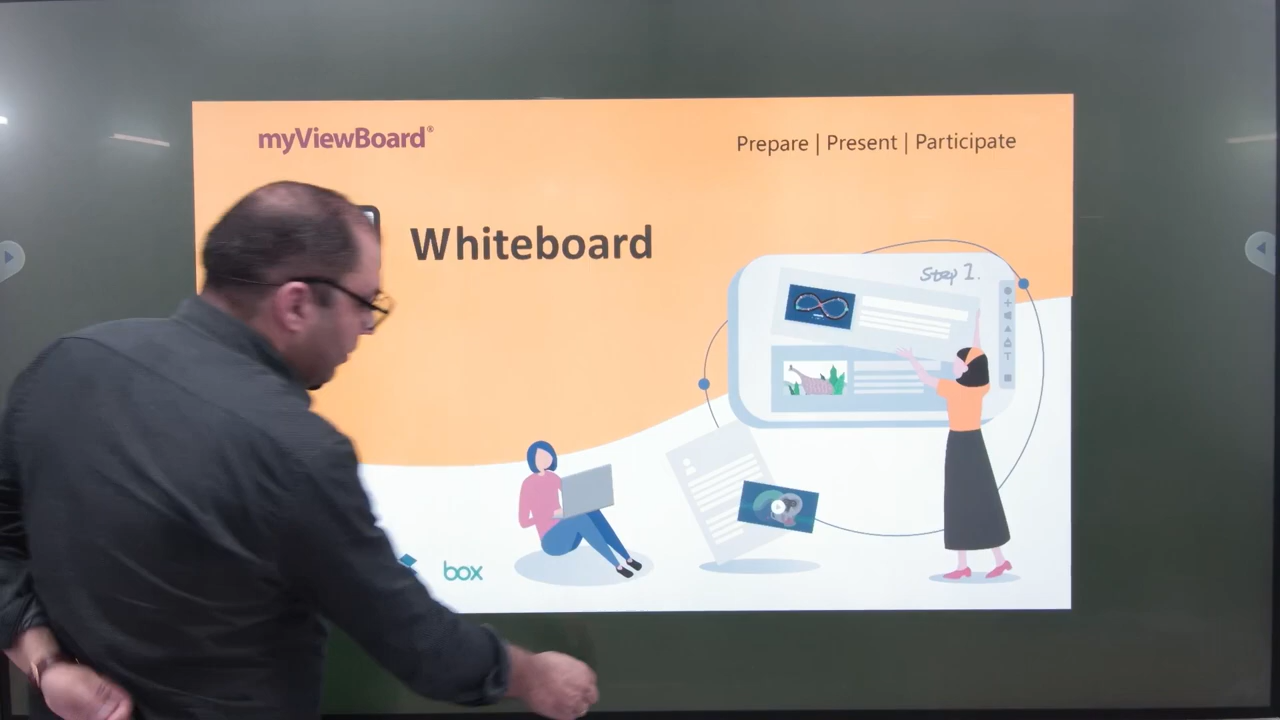 myViewBoard®
Prepare | Present | Participate
Whiteboard
Step 1.
T
box